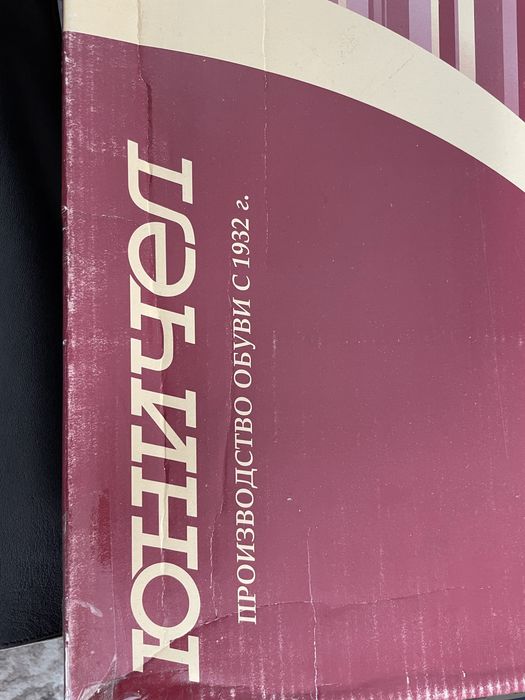 ЮНИЧЕЛ
ПРОИЗВОДСТВО ОБУВИ С 1932 г.